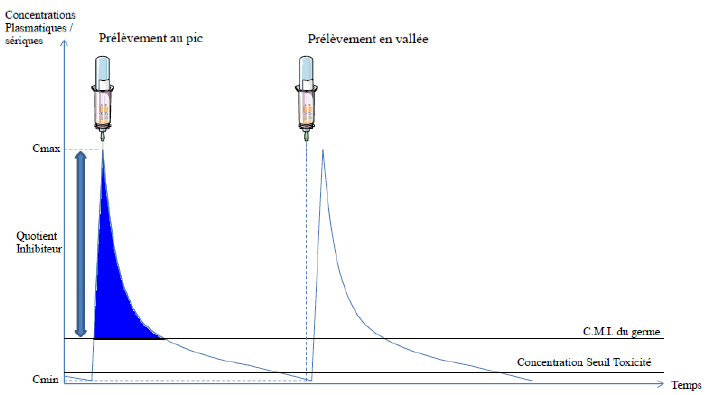 Concentrations
Plasmatiques /
sériques
Prélèvement au pic
Prélèvement en vallée
Cmax
Quotient
Inhibiteur
C.M.I. du germe
Concentration Seuil Toxicité
Cmin
Temps